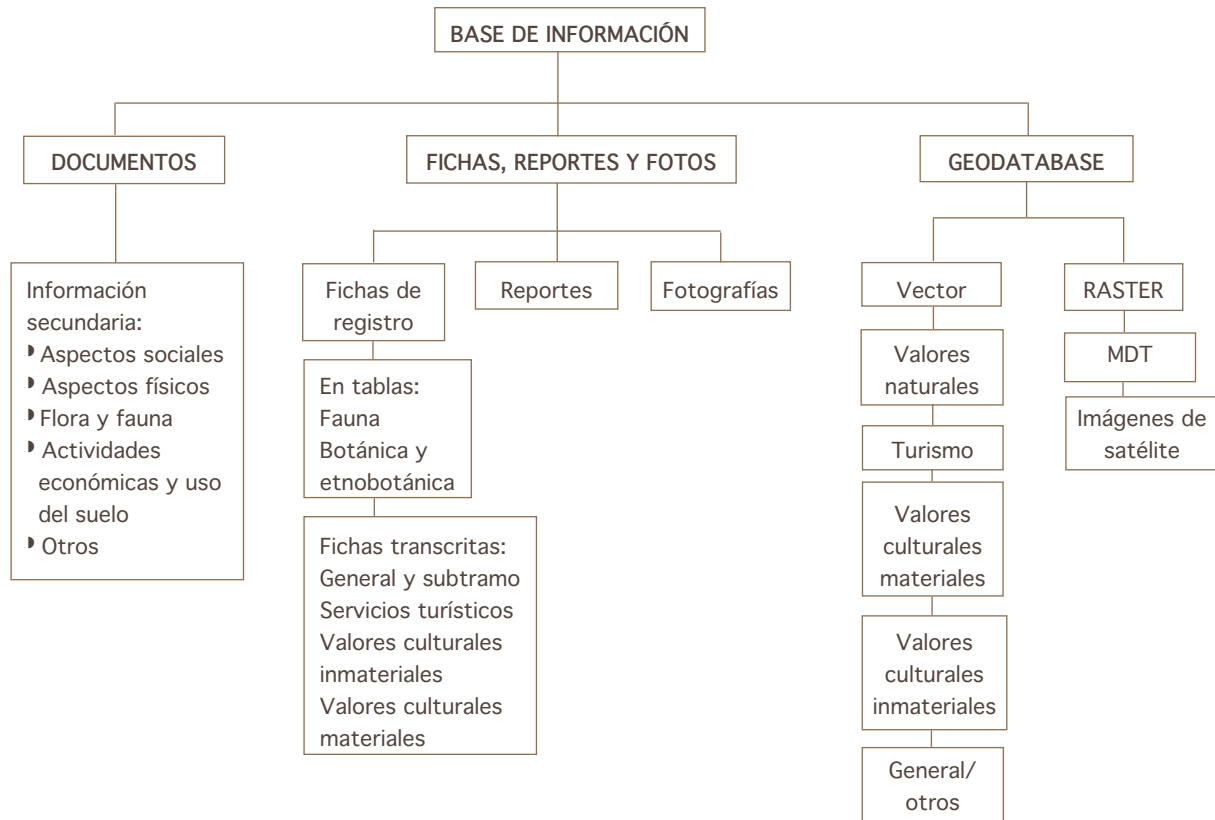 BASE DE INFORMACIÓN
DOCUMENTOS
Información
secundaria:
◗ Aspectos sociales
◗ Aspectos físicos
◗ Flora y fauna
◗ Actividades
económicas y uso
del suelo
◗ Otros
FICHAS, REPORTES Y FOTOS
Fichas de
registro
En tablas:
Fauna
Botánica y
etnobotánica
Fichas transcritas:
General y subtramo
Servicios turísticos
Valores culturales
inmateriales
Valores culturales
materiales
Reportes
Fotografías
GEODATABASE
Vector
Valores
naturales
Turismo
Valores
culturales
materiales
Valores
culturales
inmateriales
General/
otros
RASTER
MDT
Imágenes de
satélite